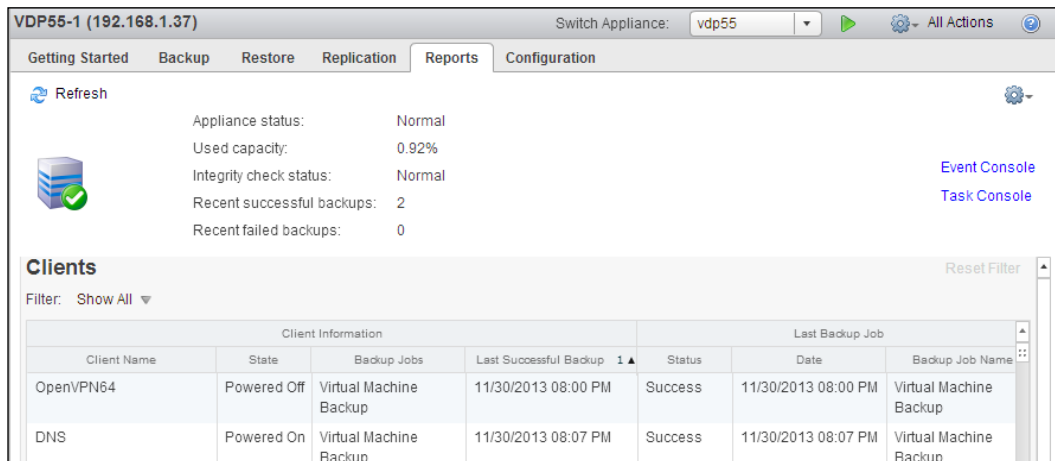 VDP55-1 (192.168.1.37) Switch Appliance: vdp55 All Actions
Getting Started Backup Restore Replication Reports Configuration
Refresh
Appliance status: Normal
Used capacity: 0.92%
Integrity check status: Normal
Recent successful backups: 2
Recent failed backups: 0
Event Console
Task Console
Clients Reset Filter
Filter: Show All
Client Information Last Backup Job
Client Name State Backup Jobs Last Successful Backup 1 Status Date Backup Job Name
OpenVPN64 Powered Off Virtual Machine 11/30/2013 08:00 PM Success 11/30/2013 08:00 PM Virtual Machine
Backup Backup
DNS Powered On Virtual Machine 11/30/2013 08:07 PM Success 11/30/2013 08:07 PM Virtual Machine
Backup Backup